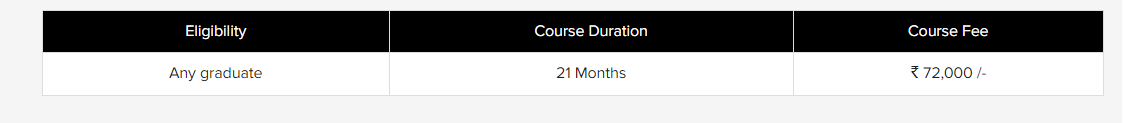 Eligibility Course Duration Course Fee
Any graduate 21 Months ₹ 72,000 /-